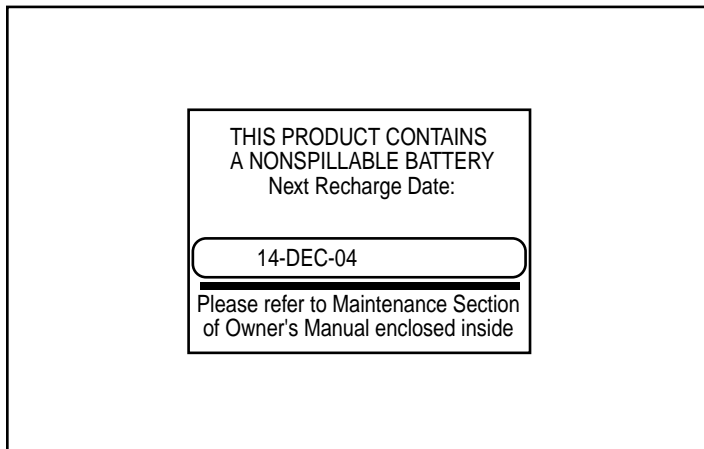 THIS PRODUCT CONTAINS
A NONSPILLABLE BATTERY
Next Recharge Date:
14-DEC-04
Please refer to Maintenance Section
of Owner's Manual enclosed inside